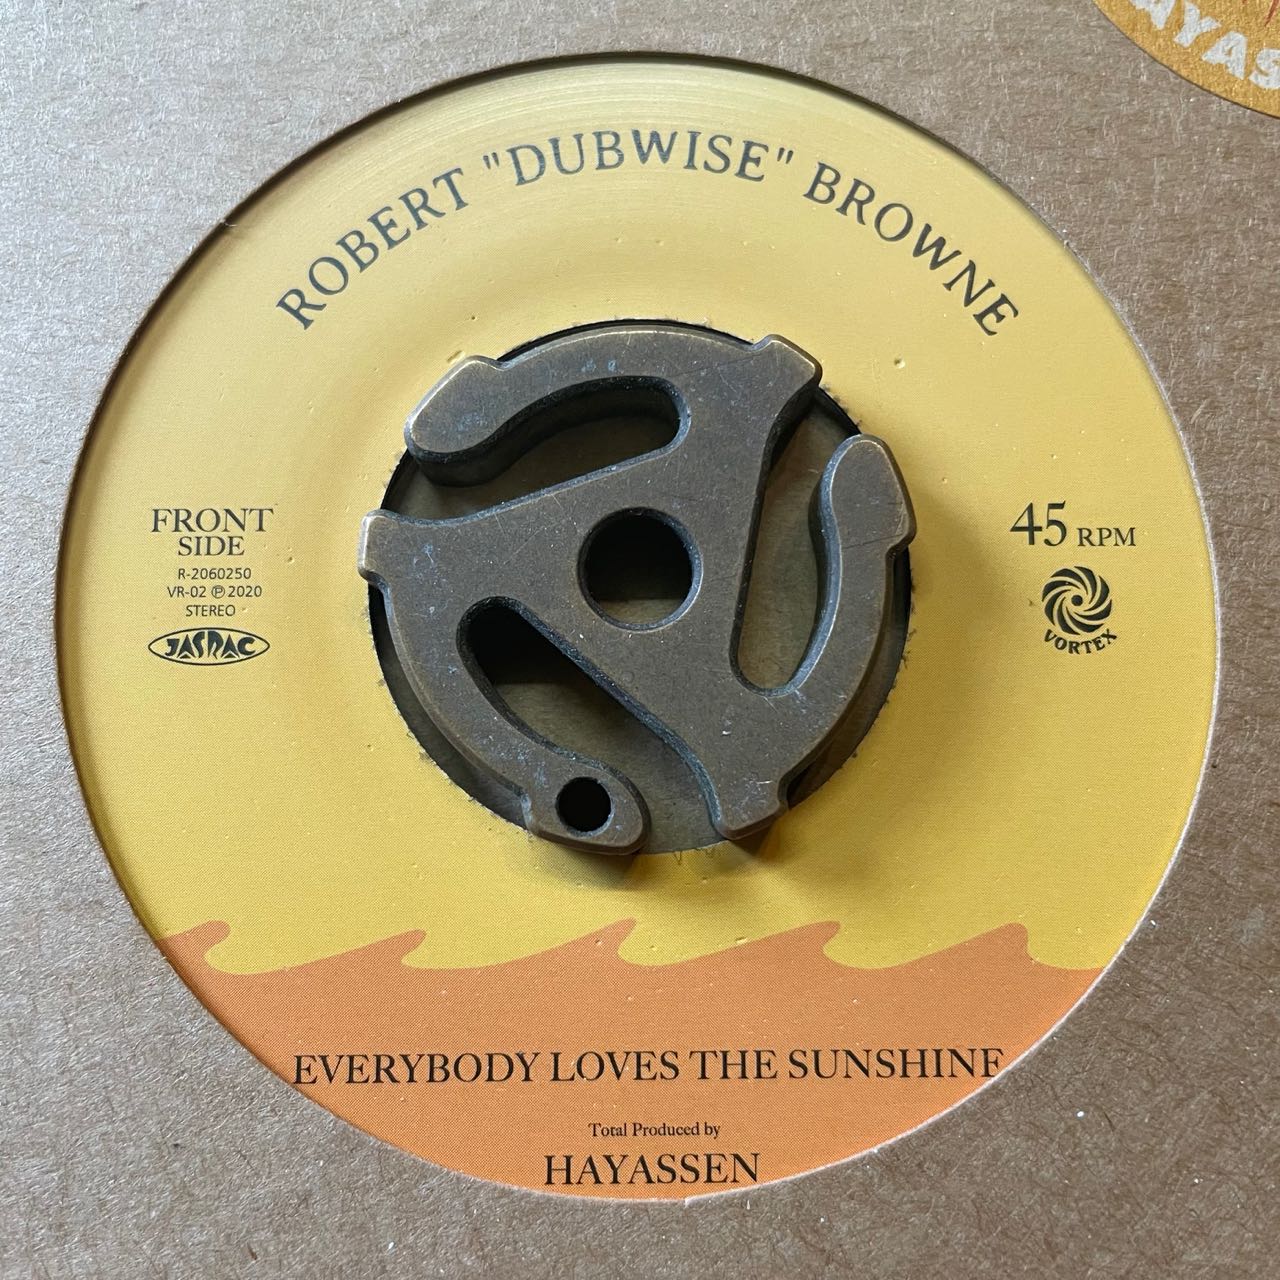 AYAS
ROBERT "DUBWISE" BROWNE
FRONT
SIDE
R-2060250
VR-02 ℗ 2020
STEREO
JASRAC
45 RPM
VORTEX
EVERYBODY LOVES THE SUNSHINE
Total Produced by
HAYASSEN